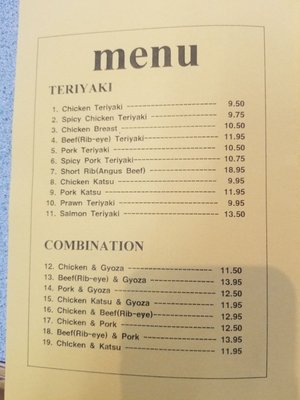 menu
TERIYAKI
1. Chicken Teriyaki ---------------------------- 9.50
2. Spicy Chicken Teriyaki --------------------- 9.75
3. Chicken Breast ----------------------------- 10.50
4. Beef(Rib-eye) Teriyaki---------------------- 11.95
5. Pork Teriyaki ------------------------------- 10.50
6. Spicy Pork Teriyaki------------------------- 10.75
7. Short Rib(Angus Beef) --------------------- 18.95
8. Chicken Katsu ------------------------------ 9.95
9. Pork Katsu ---------------------------------- 11.95
10. Prawn Teriyaki ---------------------------- 9.95
11. Salmon Teriyaki --------------------------- 13.50
COMBINATION
12. Chicken & Gyoza -------------------------- 11.50
13. Beef(Rib-eye) & Gyoza ------------------- 13.95
14. Pork & Gyoza ------------------------------ 12.50
15. Chicken Katsu & Gyoza ------------------ 11.95
16. Chicken & Beef(Rib-eye)------------------ 12.95
17. Chicken & Pork ---------------------------- 12.50
18. Beef(Rib-eye) & Pork --------------------- 13.95
19. Chicken & Katsu --------------------------- 11.95